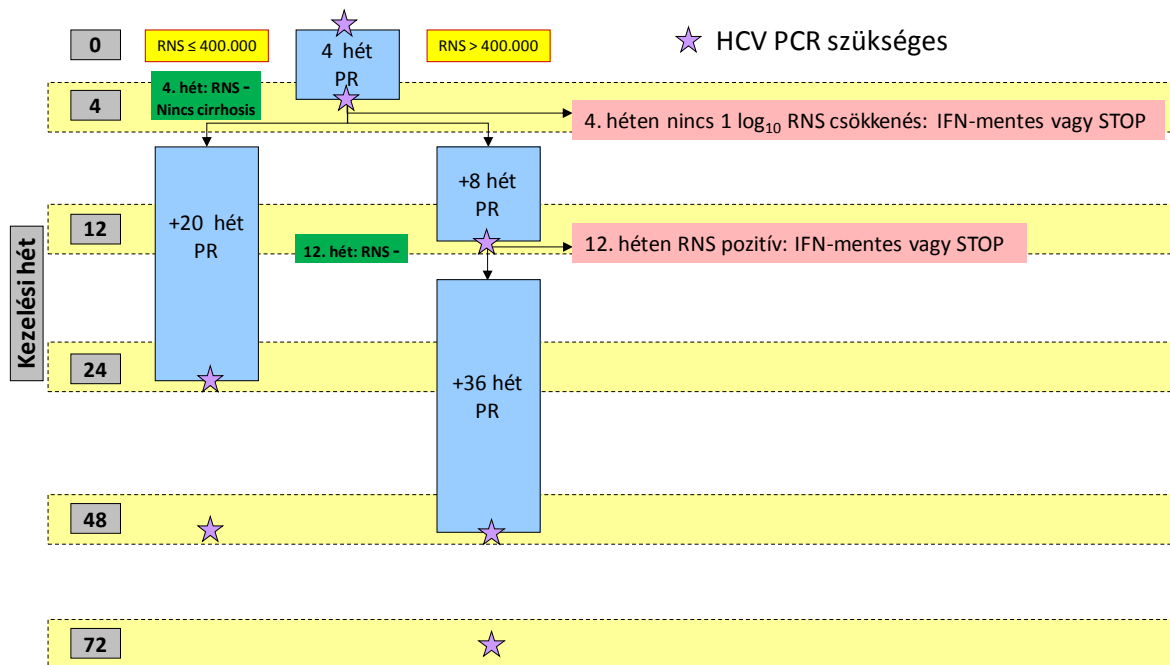 0
RNS ≤ 400.000
4 hét
PR
RNS > 400.000
HCV PCR szükséges
4. hét: RNS –
Nincs cirrhosis
4
4. héten nincs 1 log₁₀ RNS csökkenés: IFN-mentes vagy STOP
+20 hét
PR
+8 hét
PR
12
12. hét: RNS –
12. héten RNS pozitív: IFN-mentes vagy STOP
Kezelési hét
24
+36 hét
PR
48
72